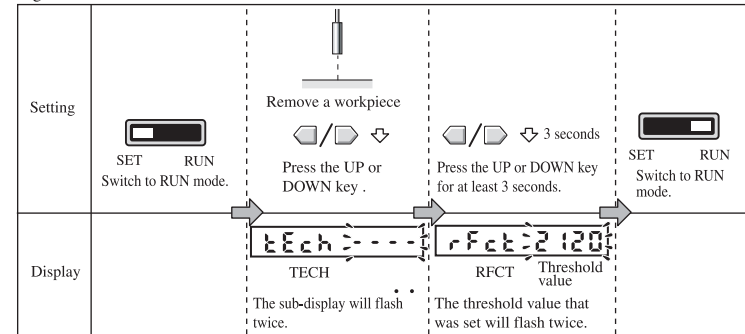 Setting
SET RUN
Switch to RUN mode.
Remove a workpiece
/
Press the UP or
DOWN key .
/ 3 seconds
Press the UP or DOWN key
for at least 3 seconds.
SET RUN
Switch to RUN
mode.
Display
tEch ----
TECH
The sub-display will flash
twice.
rFct 2120
RFCT Threshold
value
The threshold value that
was set will flash twice.